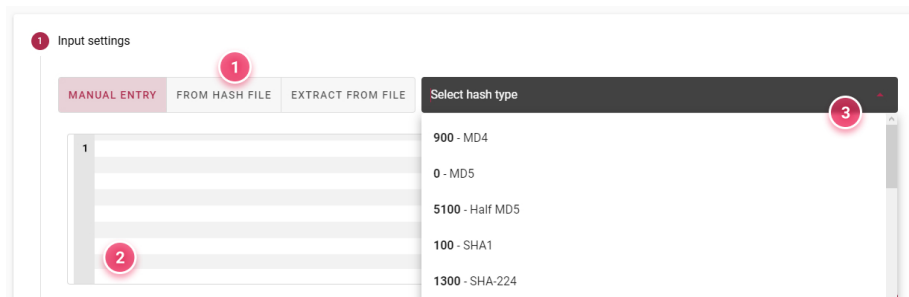 1 Input settings
1
MANUAL ENTRY FROM HASH FILE EXTRACT FROM FILE Select hash type
3
1
900 - MD4
0 - MD5
5100 - Half MD5
100 - SHA1
2
1300 - SHA-224